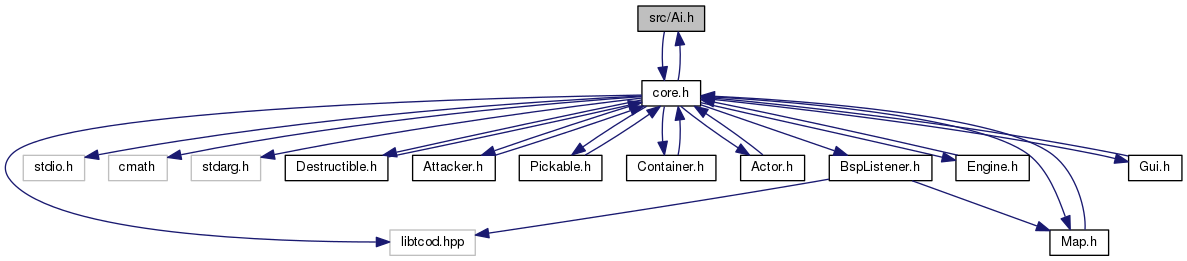 src/Ai.h
core.h
stdio.h
cmath
stdarg.h
Destructible.h
Attacker.h
Pickable.h
Container.h
Actor.h
BspListener.h
Engine.h
Gui.h
libtcod.hpp
Map.h